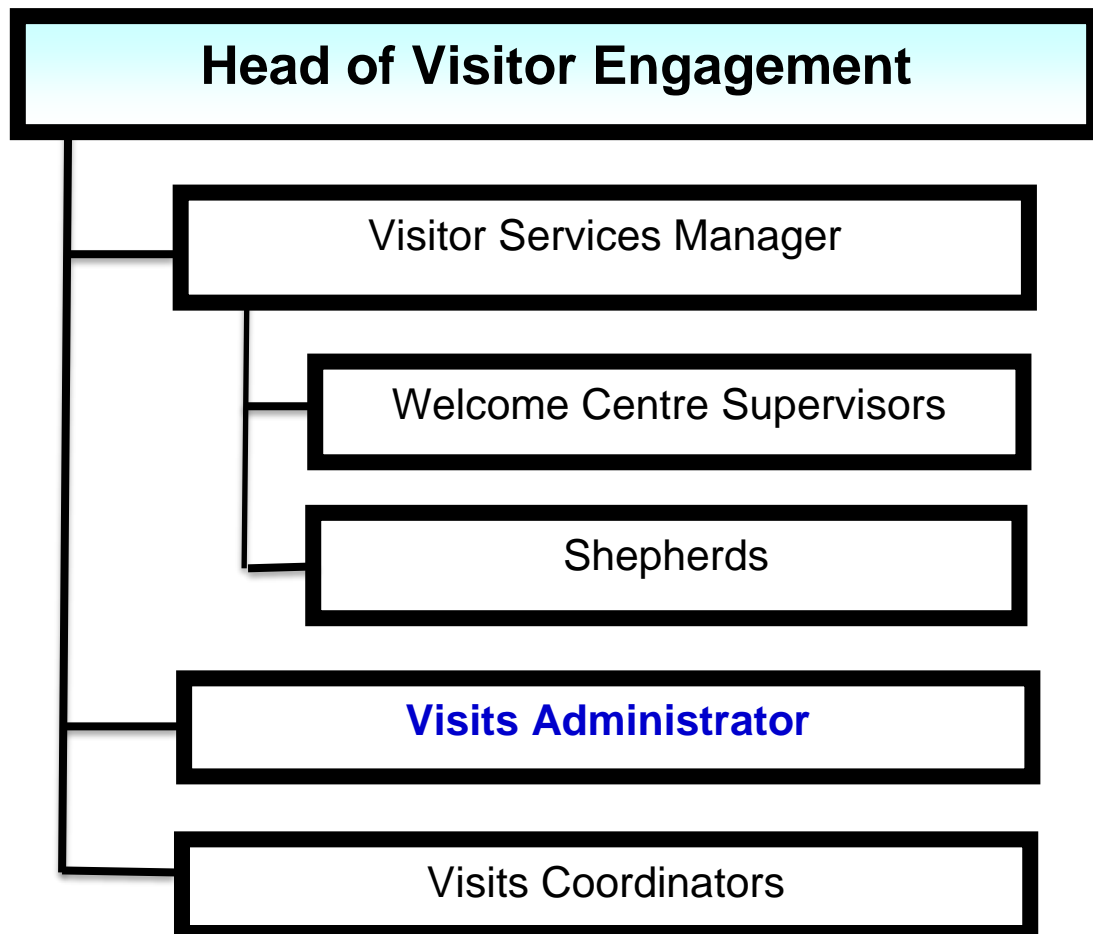 Head of Visitor Engagement
Visitor Services Manager
Welcome Centre Supervisors
Shepherds
Visits Administrator
Visits Coordinators